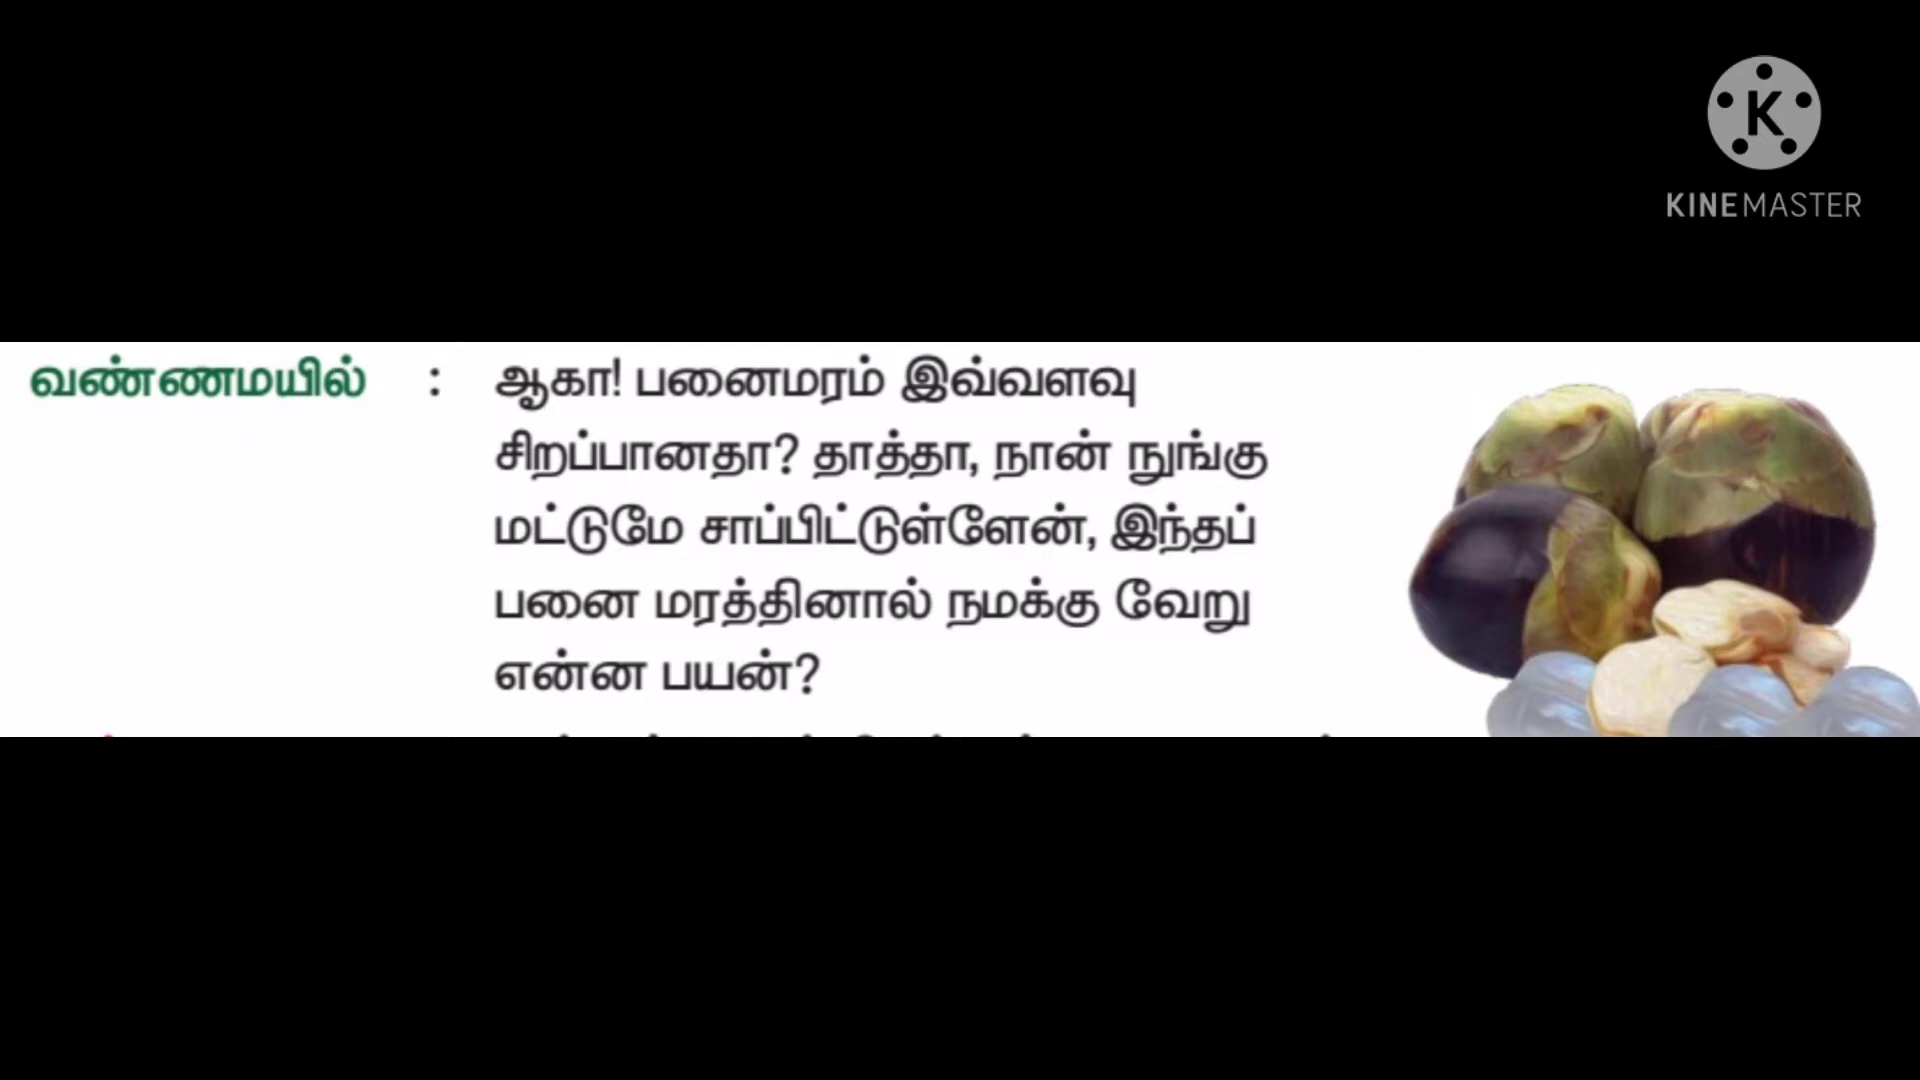 KINEMASTER
வண்ணமயில் : ஆகா! பனைமரம் இவ்வளவு
சிறப்பானதா? தாத்தா, நான் நுங்கு
மட்டுமே சாப்பிட்டுள்ளேன், இந்தப்
பனை மரத்தினால் நமக்கு வேறு
என்ன பயன்?